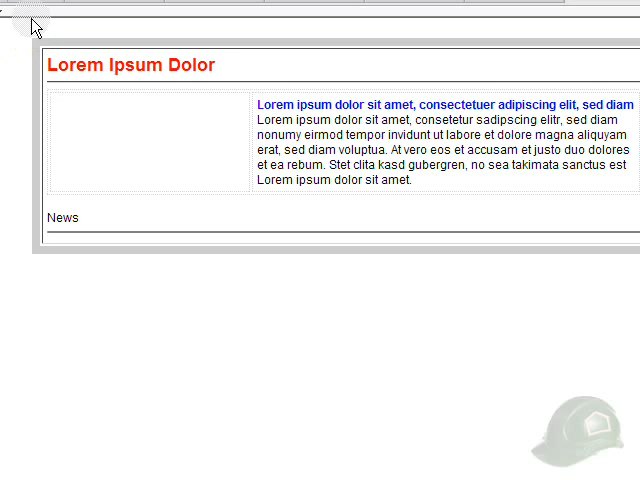 Lorem Ipsum Dolor
Lorem ipsum dolor sit amet, consectetuer adipiscing elit, sed diam
Lorem ipsum dolor sit amet, consetetur sadipscing elitr, sed diam
nonumy eirmod tempor invidunt ut labore et dolore magna aliquyam
erat, sed diam voluptua. At vero eos et accusam et justo duo dolores
et ea rebum. Stet clita kasd gubergren, no sea takimata sanctus est
Lorem ipsum dolor sit amet.
News